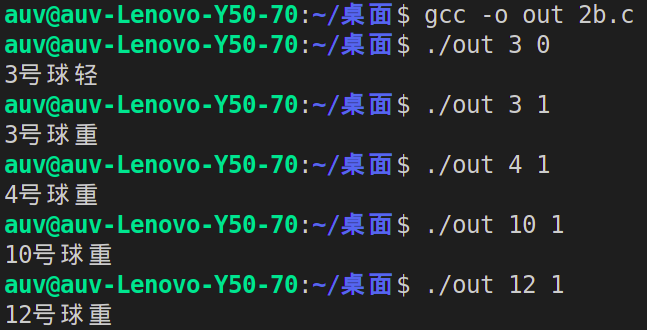 auv@auv-Lenovo-Y50-70:~/桌面$ gcc -o out 2b.c
auv@auv-Lenovo-Y50-70:~/桌面$ ./out 3 0
3号球轻
auv@auv-Lenovo-Y50-70:~/桌面$ ./out 3 1
3号球重
auv@auv-Lenovo-Y50-70:~/桌面$ ./out 4 1
4号球重
auv@auv-Lenovo-Y50-70:~/桌面$ ./out 10 1
10号球重
auv@auv-Lenovo-Y50-70:~/桌面$ ./out 12 1
12号球重